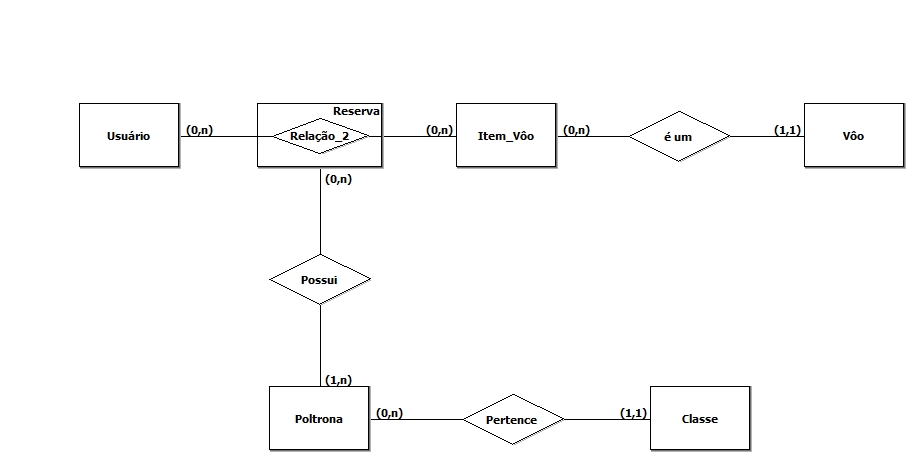 Reserva
Usuário
(0,n)
Relação_2
(0,n)
Item_Vôo
(0,n)
é um
(1,1)
Vôo
(0,n)
Possui
(1,n)
Poltrona
(0,n)
Pertence
(1,1)
Classe